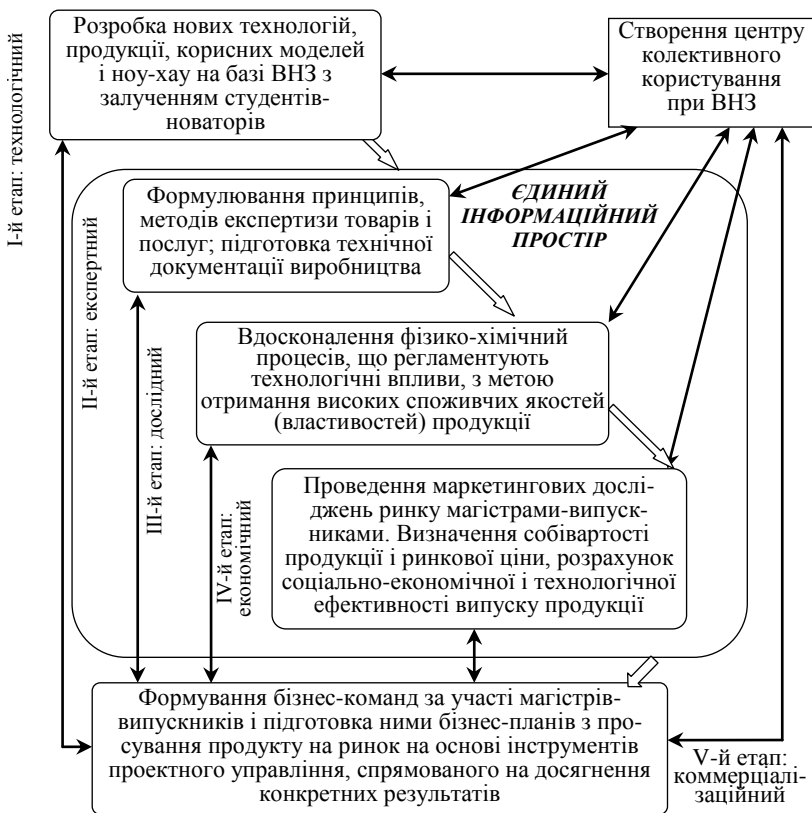 I-й етап: технологічний
Розробка нових технологій,
продукції, корисних моделей
і ноу-хау на базі ВНЗ з
залученням студентів-
новаторів
Створення центру
колективного
користування
при ВНЗ
II-й етап: експертний
Формулювання принципів,
методів експертизи товарів і
послуг; підготовка технічної
документації виробництва
ЄДИНИЙ
ІНФОРМАЦІЙНИЙ
ПРОСТІР
III-й етап: дослідний
Вдосконалення фізико-хімічний
процесів, що регламентують
технологічні впливи, з метою
отримання високих споживчих якостей
(властивостей) продукції
IV-й етап:
економічний
Проведення маркетингових дослі-
джень ринку магістрами-випуск-
никами. Визначення собівартості
продукції і ринкової ціни, розрахунок
соціально-економічної і технологічної
ефективності випуску продукції
Формування бізнес-команд за участі магістрів-
випускників і підготовка ними бізнес-планів з про-
сування продукту на ринок на основі інструментів
проектного управління, спрямованого на досягнення
конкретних результатів
V-й етап:
коммерціалі-
заційний